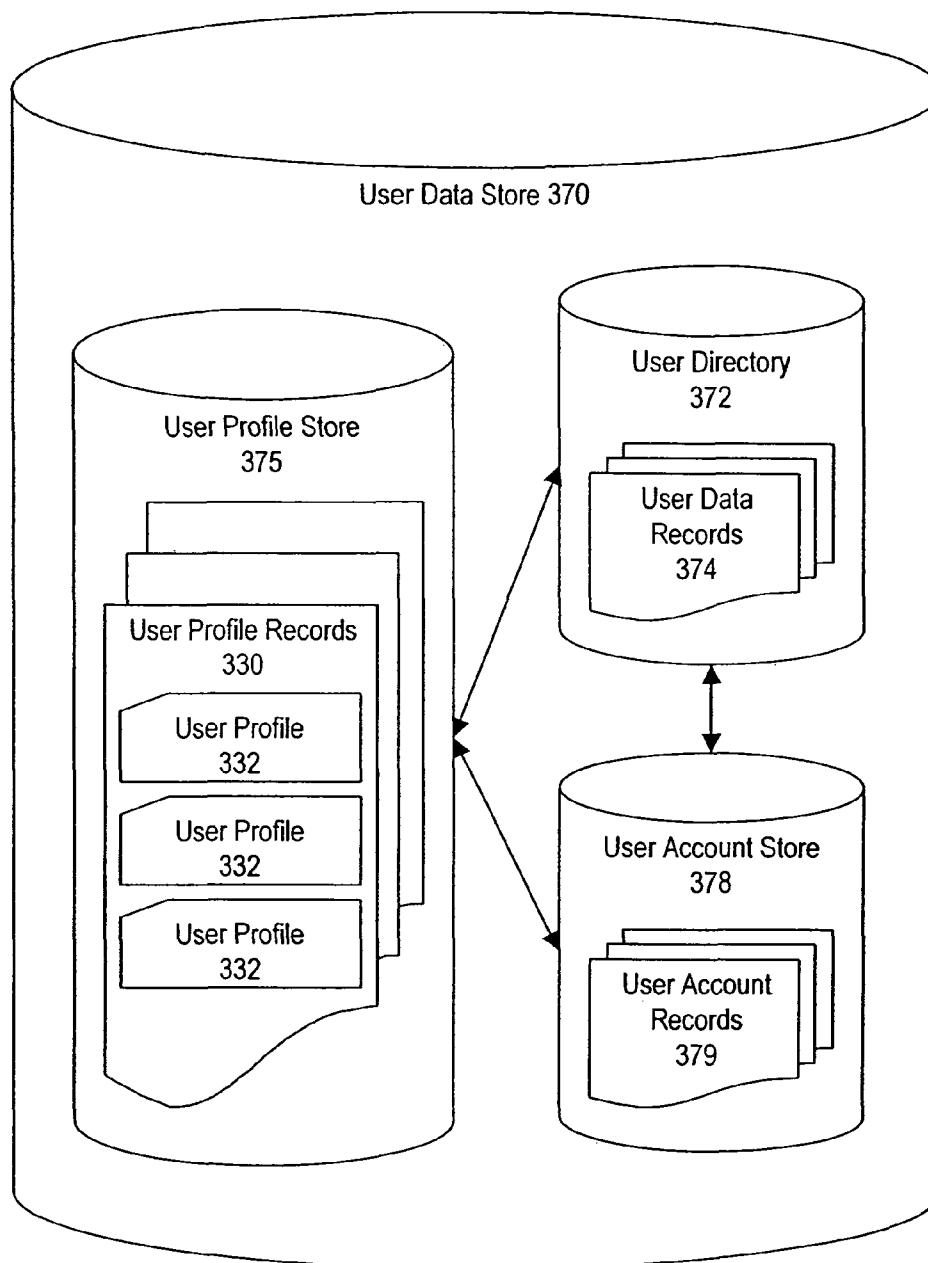 User Data Store 370
User Profile Store
375
User Profile Records
330
User Profile
332
User Profile
332
User Profile
332
User Directory
372
User Data
Records
374
User Account Store
378
User Account
Records
379